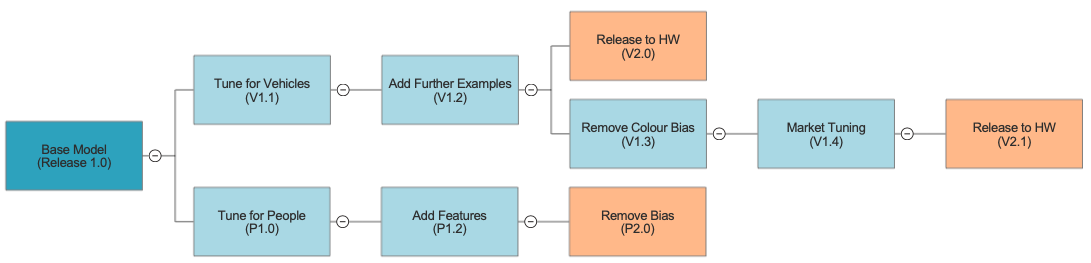 Base Model
(Release 1.0)
Tune for Vehicles
(V1.1)
Add Further Examples
(V1.2)
Release to HW
(V2.0)
Remove Colour Bias
(V1.3)
Market Tuning
(V1.4)
Release to HW
(V2.1)
Tune for People
(P1.0)
Add Features
(P1.2)
Remove Bias
(P2.0)